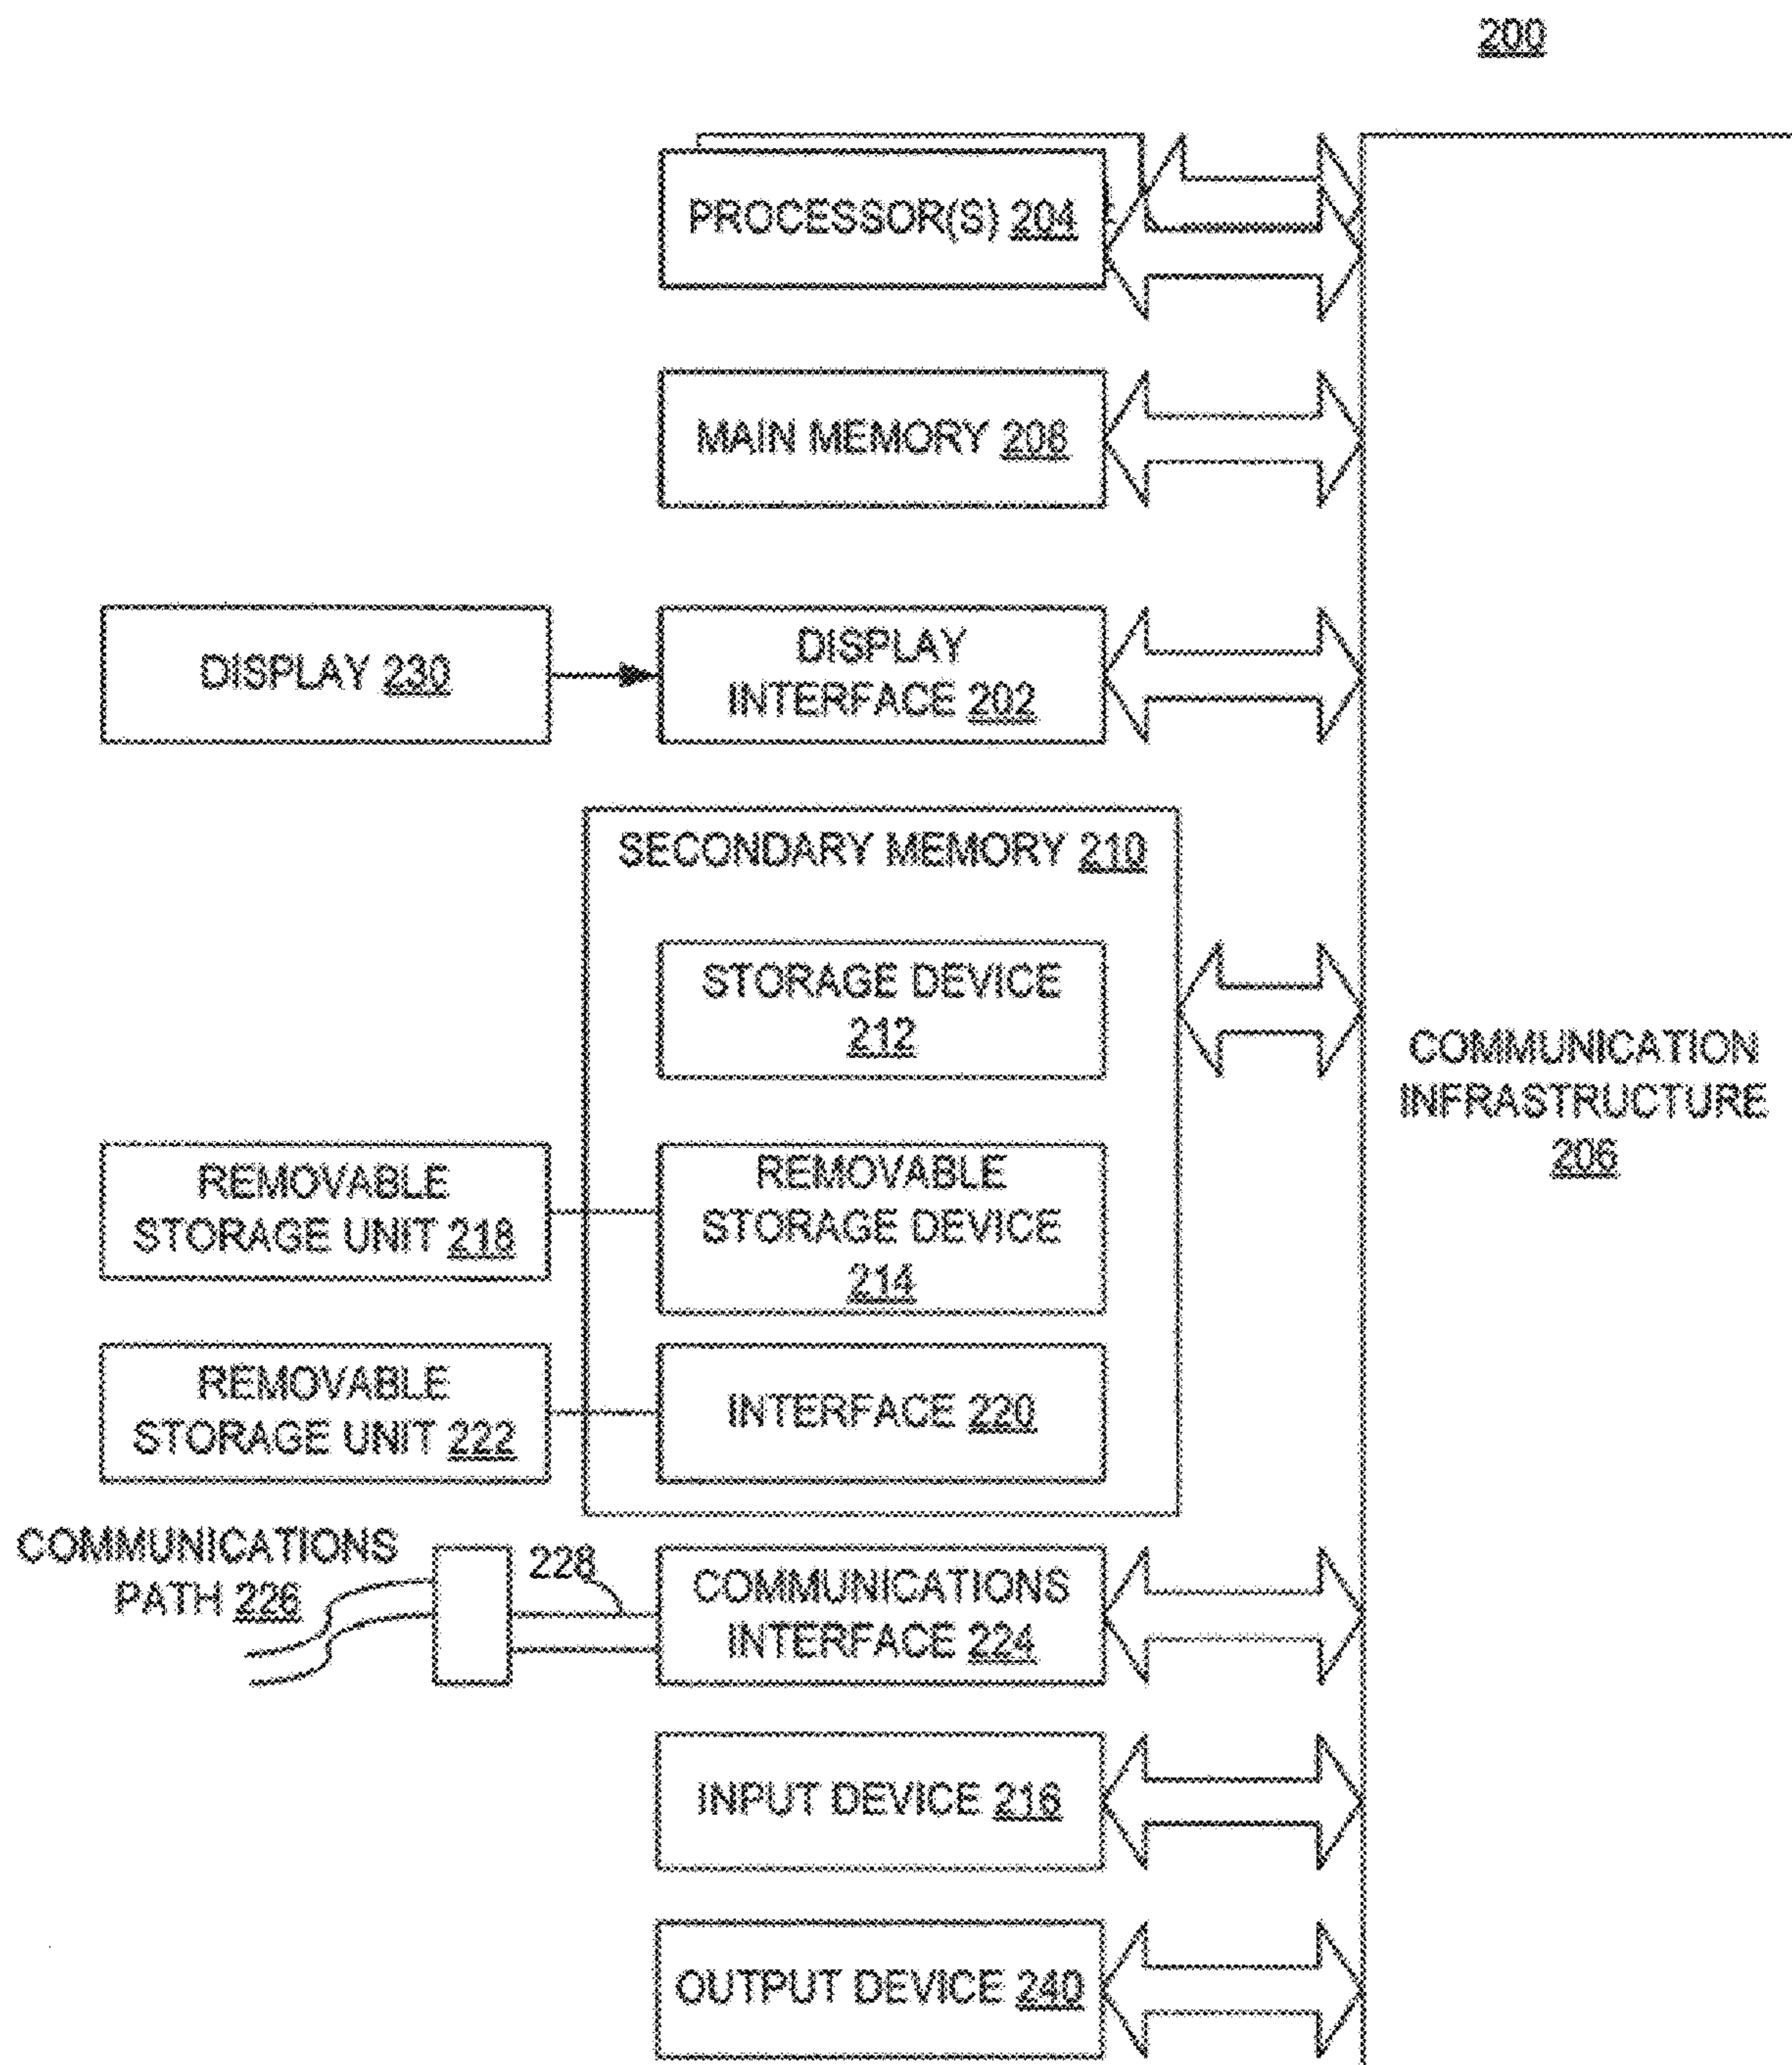 200
PROCESSOR(S) 204
MAIN MEMORY 208
DISPLAY 230
DISPLAY
INTERFACE 202
SECONDARY MEMORY 210
STORAGE DEVICE
212
COMMUNICATION
INFRASTRUCTURE
206
REMOVABLE
STORAGE UNIT 218
REMOVABLE
STORAGE DEVICE
214
REMOVABLE
STORAGE UNIT 222
INTERFACE 220
COMMUNICATIONS
PATH 226
228
COMMUNICATIONS
INTERFACE 224
INPUT DEVICE 216
OUTPUT DEVICE 240